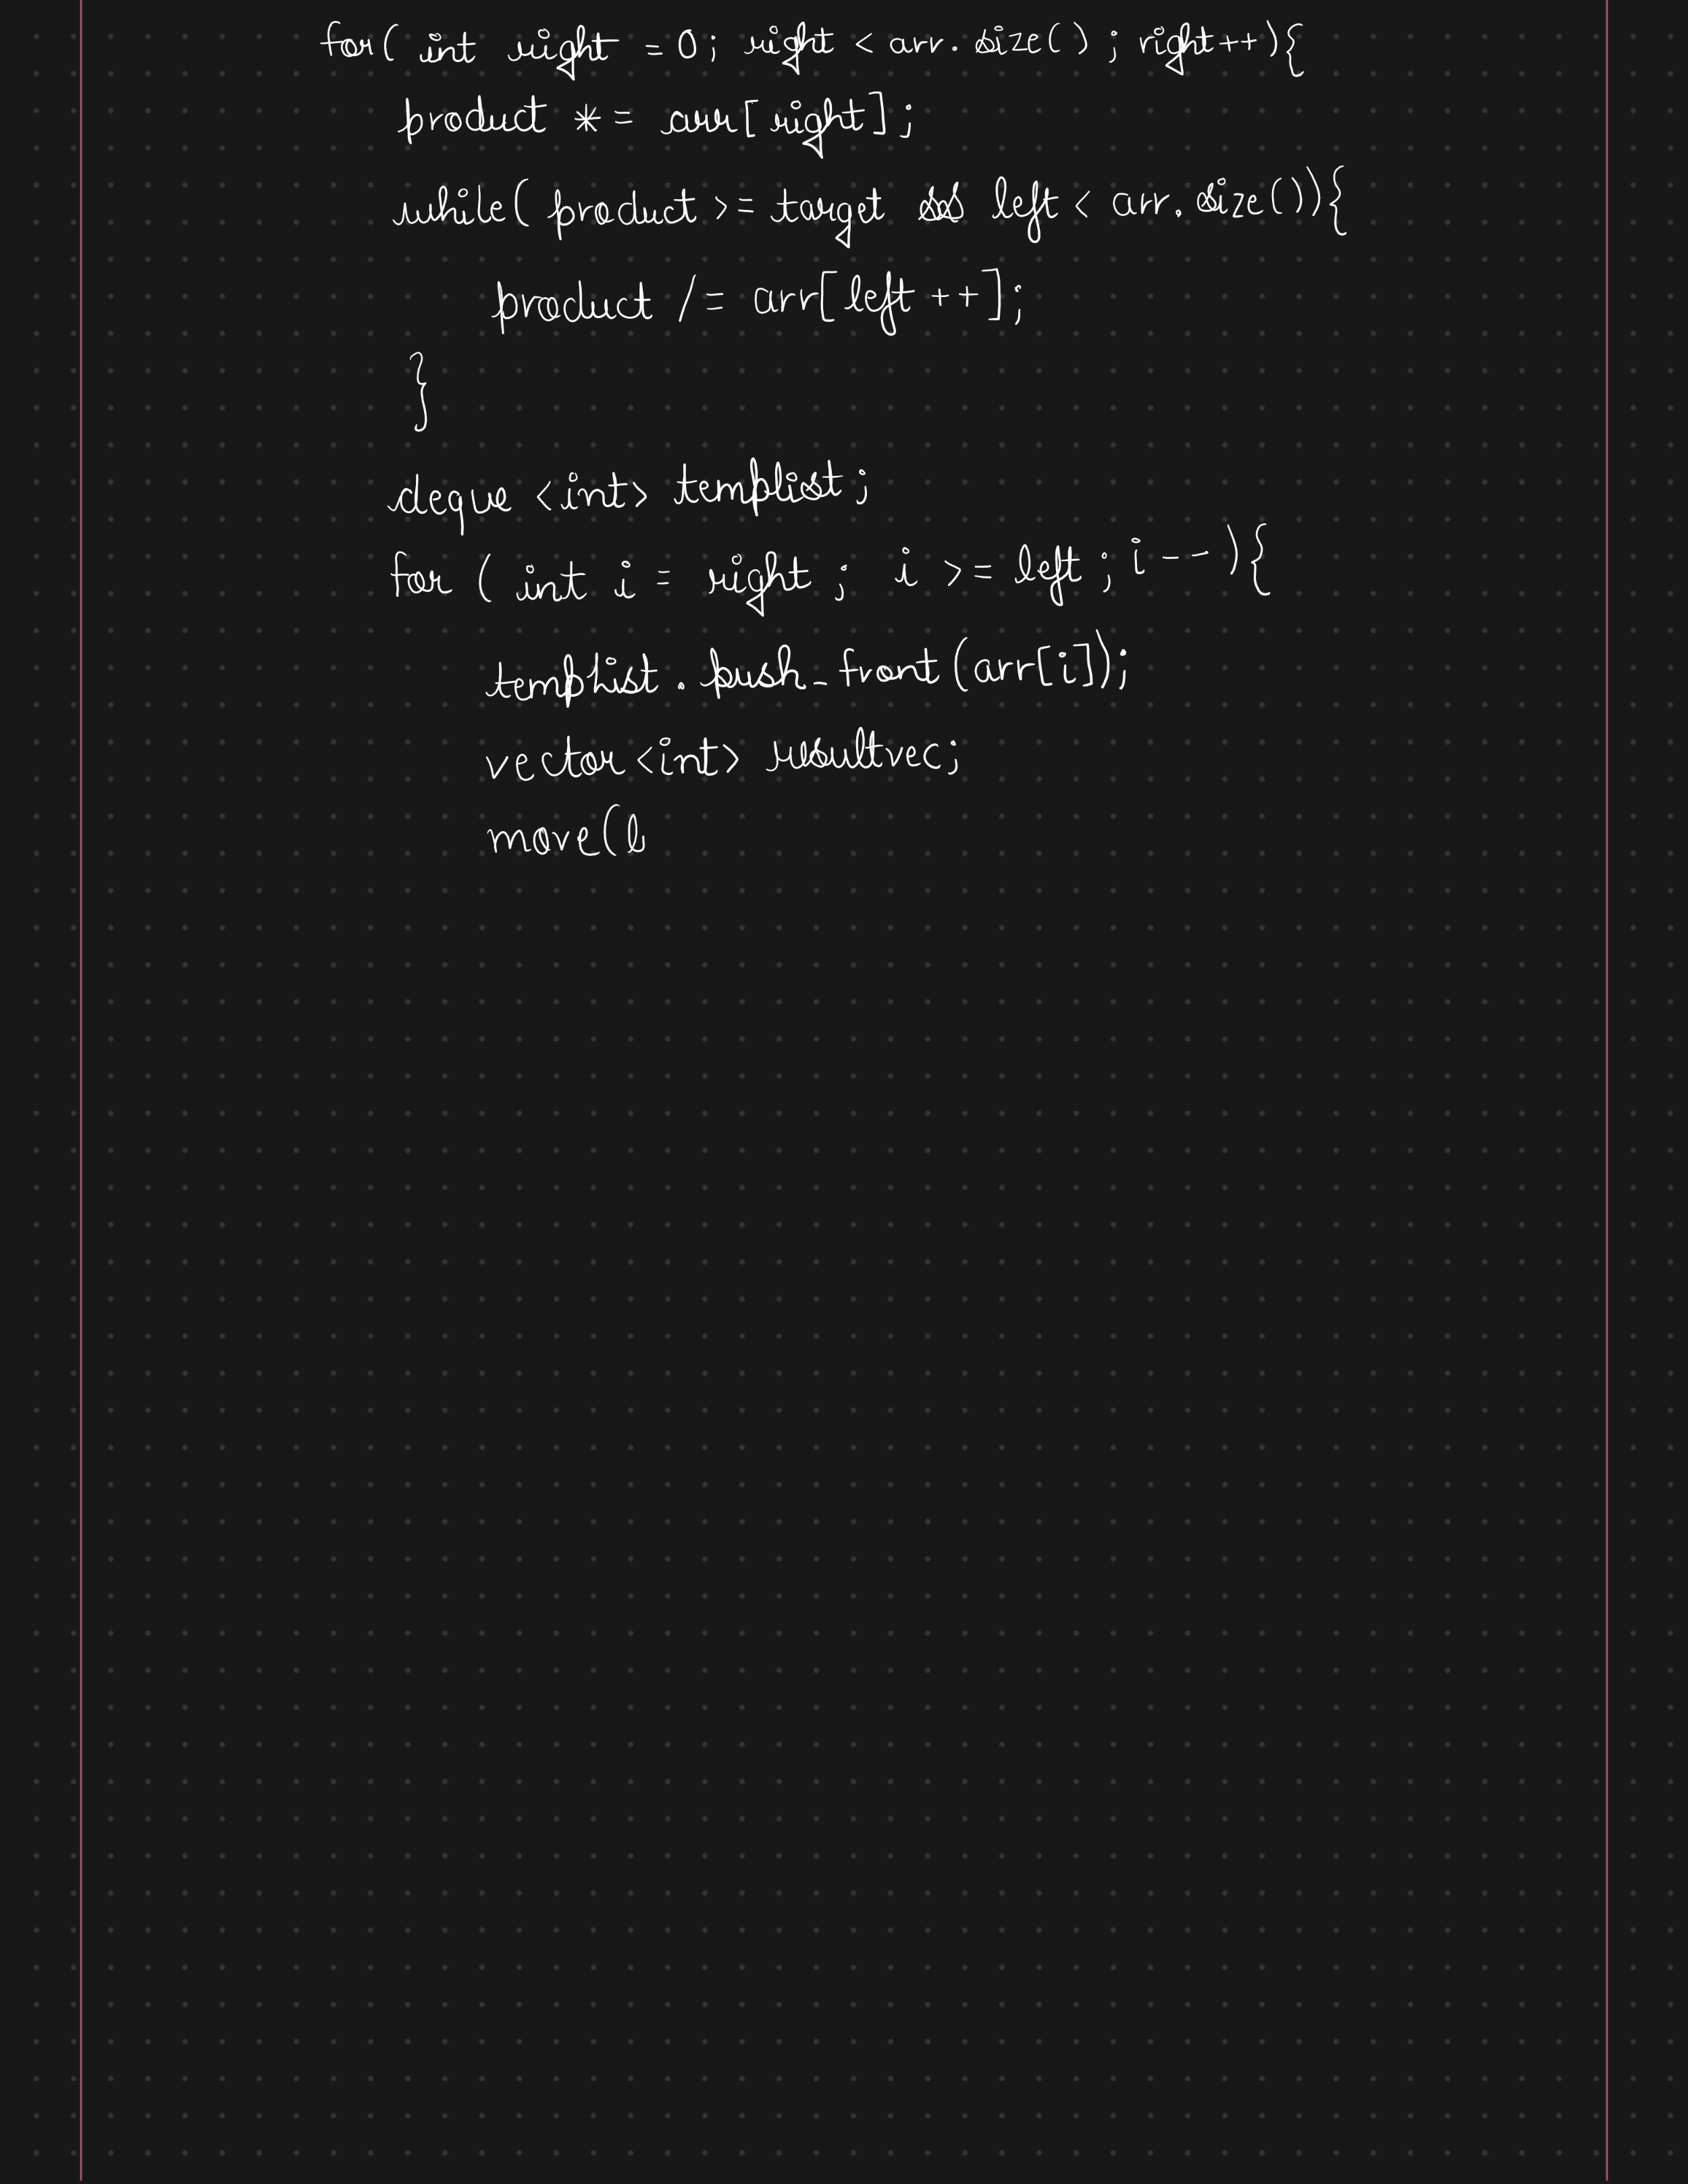 for( int right = 0; right < arr. size() ; right++){
product *= arr[right];
while( product >= target && left < arr. size()){
product /= arr[left ++];
}
deque <int> templist;
for ( int i = right ; i >= left ; i--){
templist . push_front(arr[i]);
vector<int> resultvec;
move(l